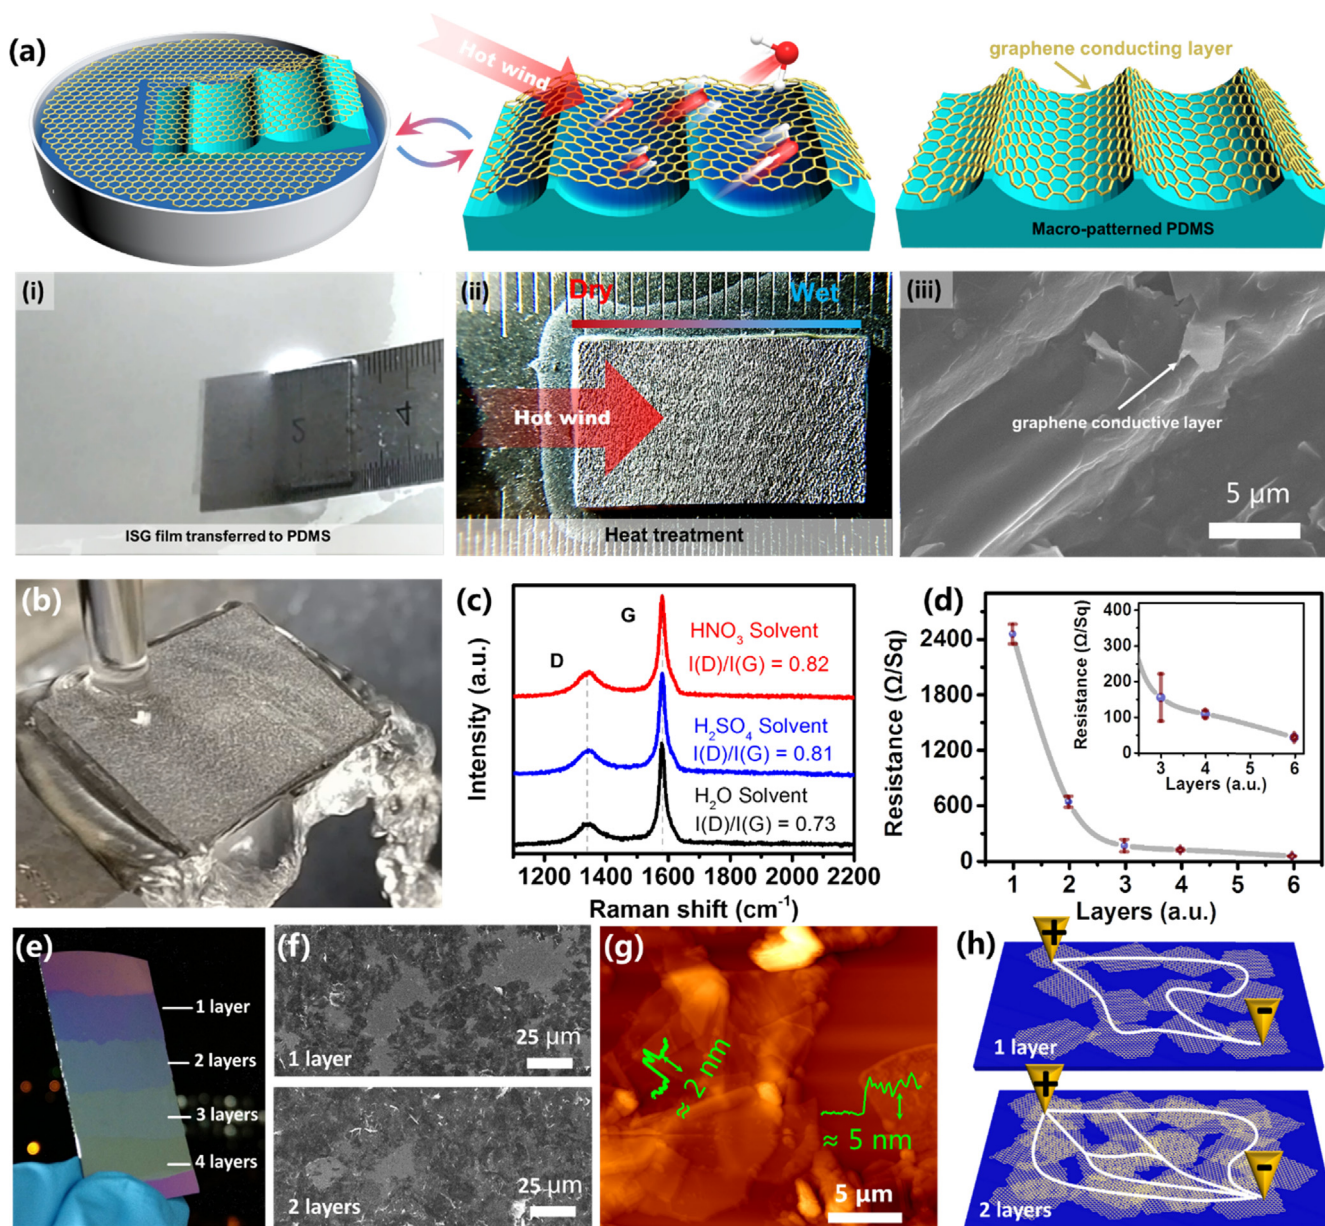 (a)
Hot wind
graphene conducting layer
Macro-patterned PDMS
(i)
2
4
ISG film transferred to PDMS
(ii)
Dry
Wet
Hot wind
Heat treatment
(iii)
graphene conductive layer
5 μm
(b)
(c)
G
D
HNO₃ Solvent
I(D)/I(G) = 0.82
H₂SO₄ Solvent
I(D)/I(G) = 0.81
H₂O Solvent
I(D)/I(G) = 0.73
Intensity (a.u.)
1200 1400 1600 1800 2000 2200
Raman shift (cm⁻¹)
(d)
Resistance (Ω/Sq)
2400
1800
1200
600
0
1 2 3 4 5 6
Layers (a.u.)
Resistance (Ω/Sq)
400
300
200
100
0
3 4 5 6
Layers (a.u.)
(e)
1 layer
2 layers
3 layers
4 layers
(f)
25 μm
1 layer
25 μm
2 layers
(g)
≈ 2 nm
≈ 5 nm
5 μm
(h)
+
-
1 layer
+
-
2 layers